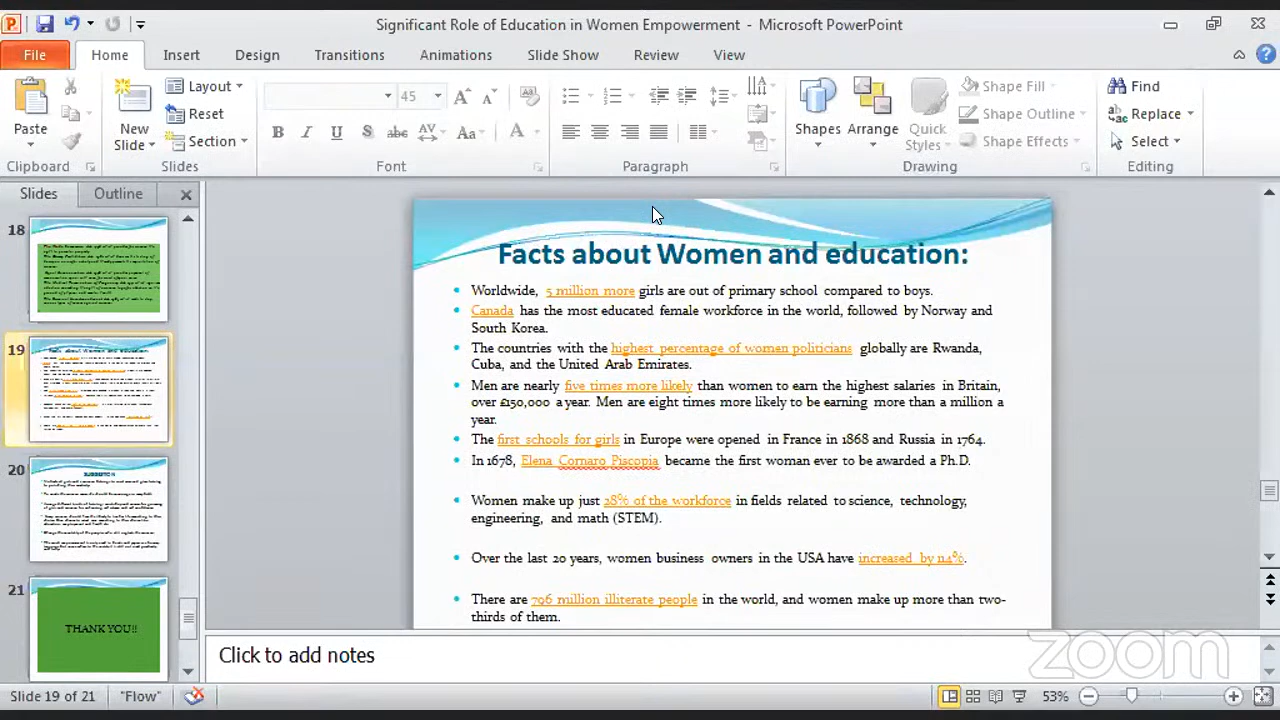 Significant Role of Education in Women Empowerment - Microsoft PowerPoint
File Home Insert Design Transitions Animations Slide Show Review View
Paste
Clipboard
New Slide
Layout
Reset
Section
Slides
45
Font
Paragraph
Shapes
Arrange
Quick Styles
Shape Fill
Shape Outline
Shape Effects
Drawing
Find
Replace
Select
Editing
Slides Outline
18
19
Facts about Women and education:
20
21
THANK YOU!!
Facts about Women and education:
Worldwide, 5 million more girls are out of primary school compared to boys.
Canada has the most educated female workforce in the world, followed by Norway and
South Korea.
The countries with the highest percentage of women politicians globally are Rwanda,
Cuba, and the United Arab Emirates.
Men are nearly five times more likely than women to earn the highest salaries in Britain,
over £150,000 a year. Men are eight times more likely to be earning more than a million a
year.
The first schools for girls in Europe were opened in France in 1868 and Russia in 1764.
In 1678, Elena Cornaro Piscopia became the first woman ever to be awarded a Ph.D.
Women make up just 28% of the workforce in fields related to science, technology,
engineering, and math (STEM).
Over the last 20 years, women business owners in the USA have increased by 114%.
There are 796 million illiterate people in the world, and women make up more than two-
thirds of them.
Click to add notes
zoom
Slide 19 of 21 "Flow" 53%